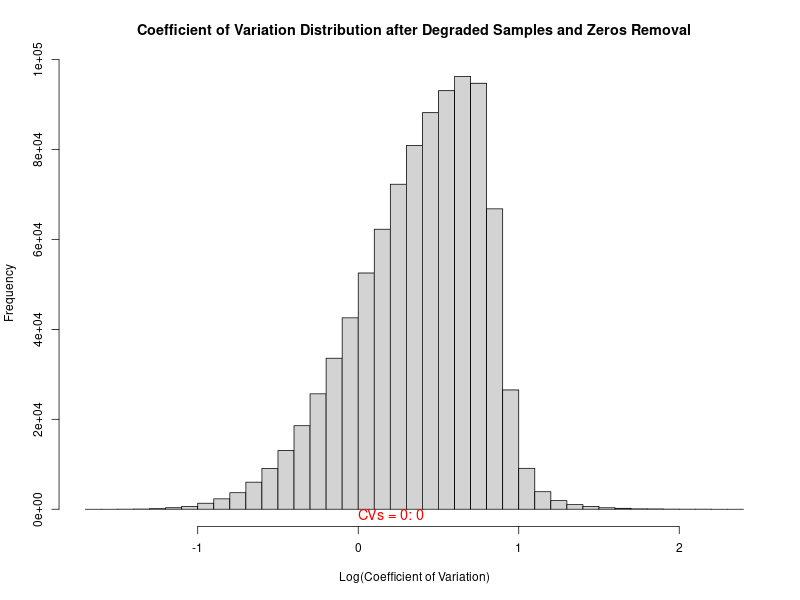 Coefficient of Variation Distribution after Degraded Samples and Zeros Removal
1e+05
8e+04
6e+04
4e+04
2e+04
0e+00
Frequency
CVs = 0: 0
-1 0 1 2
Log(Coefficient of Variation)